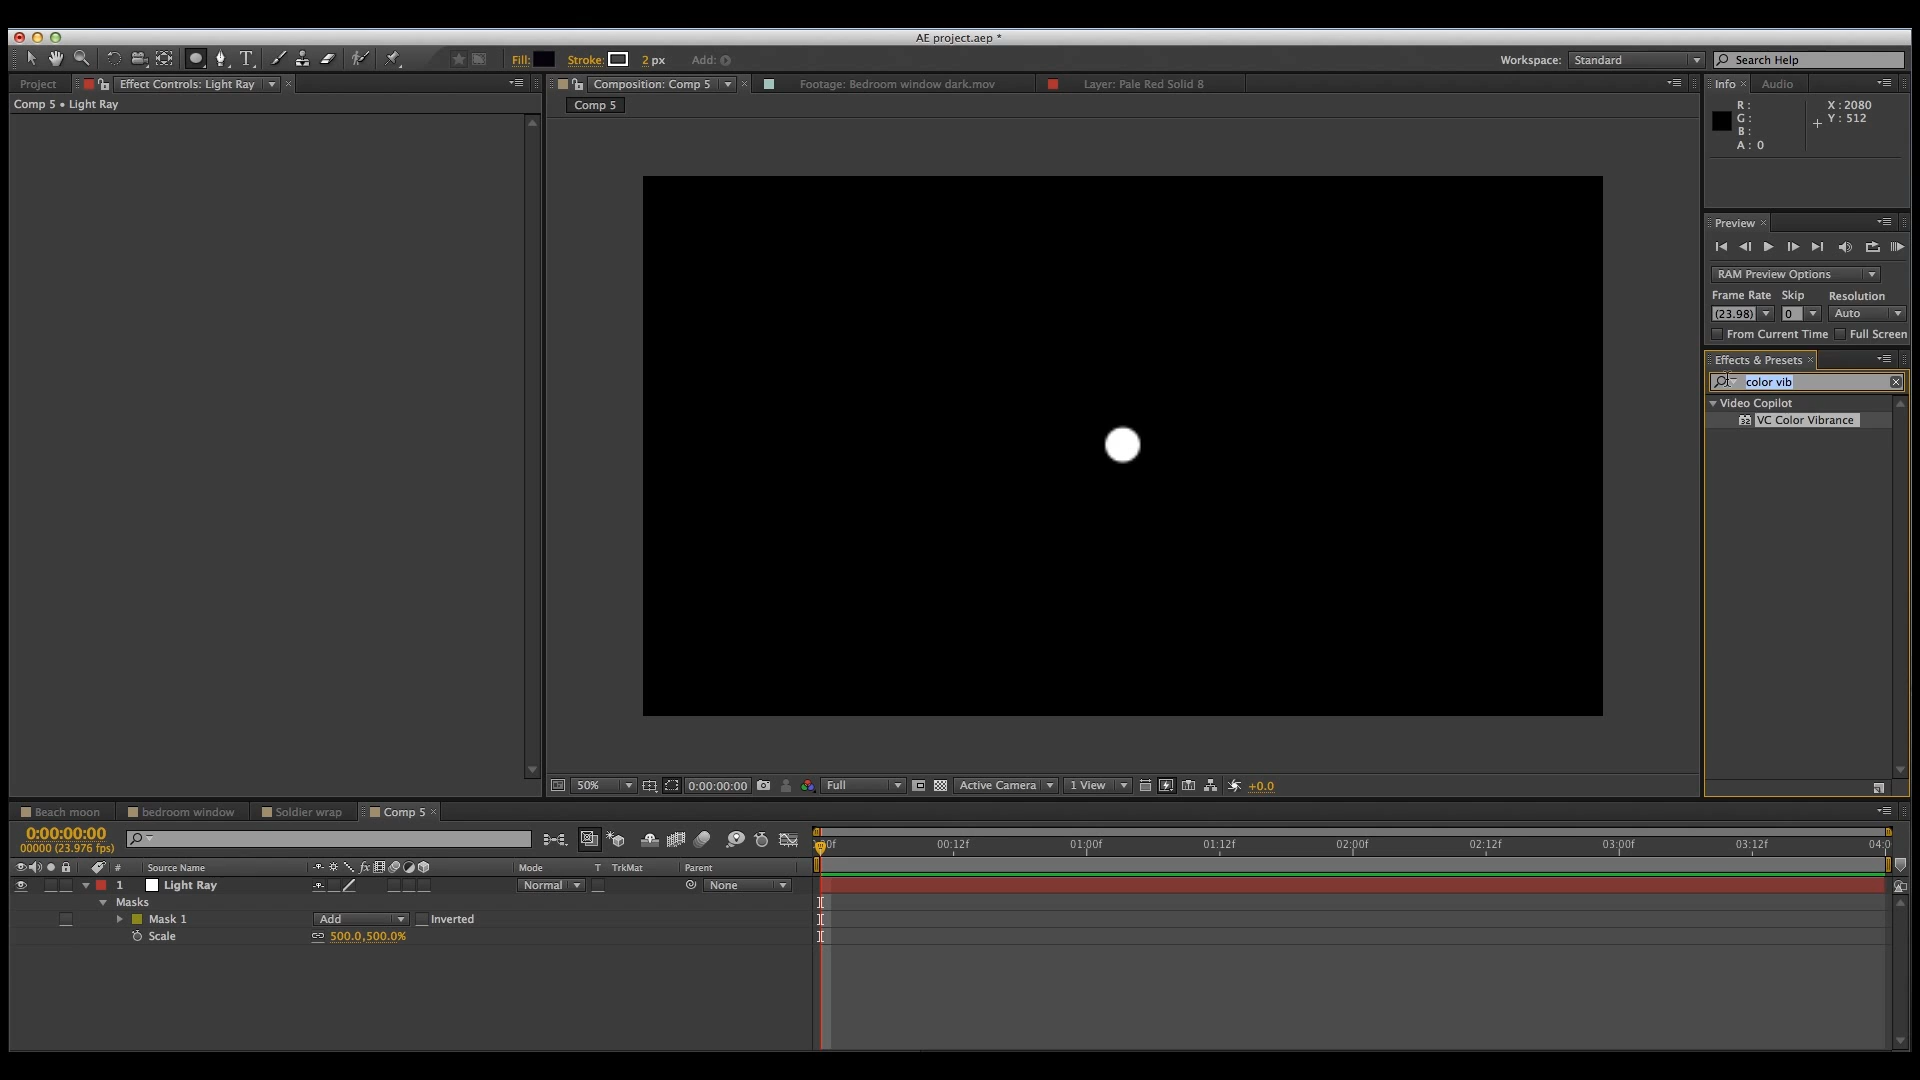 AE project.aep *
T Fill: Stroke: 2 px Add: Workspace: Standard Search Help
Project Effect Controls: Light Ray Composition: Comp 5 Footage: Bedroom window dark.mov Layer: Pale Red Solid 8 Info Audio
Comp 5 • Light Ray
Comp 5
R :
G :
B :
A : 0
X : 2080
Y : 512
Preview
RAM Preview Options
Frame Rate Skip Resolution
(23.98) 0 Auto
From Current Time Full Screen
Effects & Presets
color vib
Video Copilot
32 VC Color Vibrance
50% 0:00:00:00 Full Active Camera 1 View +0.0
Beach moon bedroom window Soldier wrap Comp 5
0:00:00:00
00000 (23.976 fps)
0f 00:12f 01:00f 01:12f 02:00f 02:12f 03:00f 03:12f 04:0
# Source Name fx Mode T TrkMat Parent
1 Light Ray Normal None
Masks
Mask 1 Add Inverted
Scale 500.0,500.0%